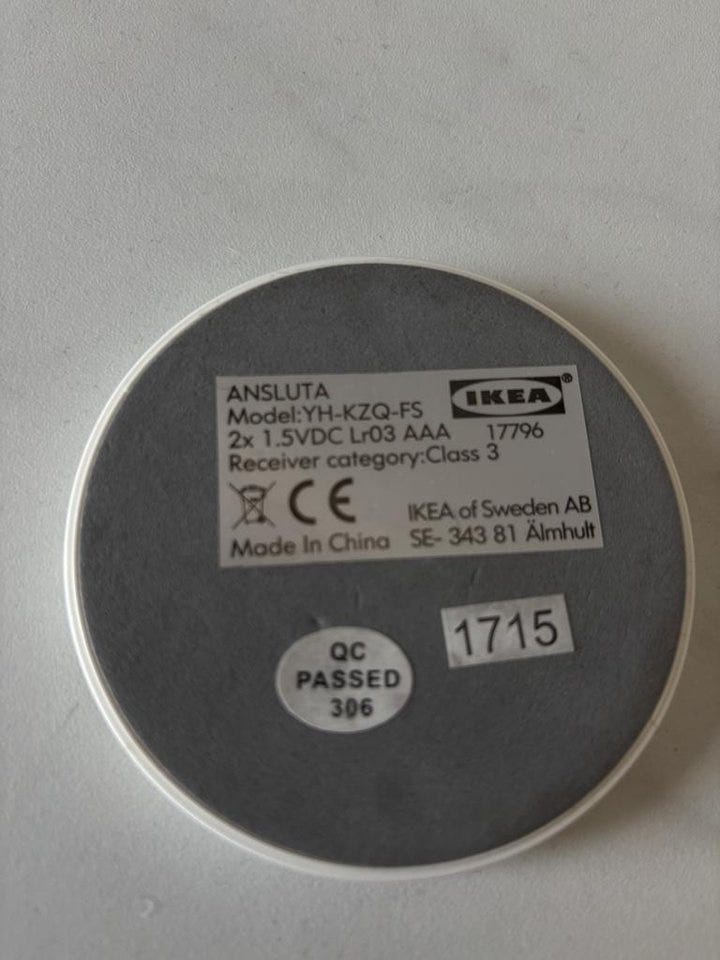 ANSLUTA
IKEA®
Model:YH-KZQ-FS
2x 1.5VDC Lr03 AAA 17796
Receiver category:Class 3
CE
IKEA of Sweden AB
Made In China SE- 343 81 Älmhult
1715
QC
PASSED
306